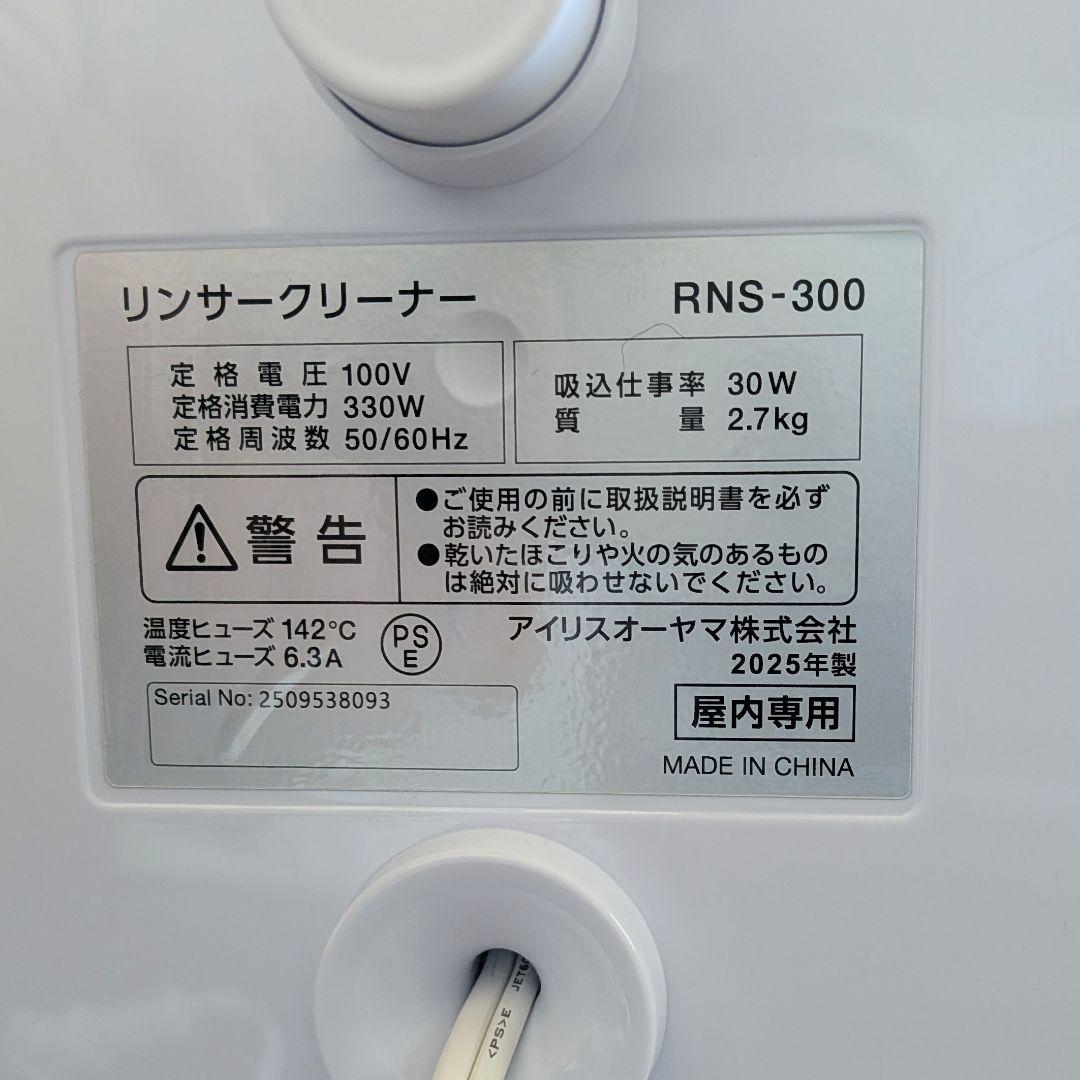 リンサークリーナー RNS-300
定格電圧 100V
定格消費電力 330W
定格周波数 50/60Hz
吸込仕事率 30W
質量 2.7kg
警告
●ご使用の前に取扱説明書を必ず
お読みください。
●乾いたほこりや火の気のあるもの
は絶対に吸わせないでください。
温度ヒューズ 142℃
電流ヒューズ 6.3A
PS
E
アイリスオーヤマ株式会社
2025年製
Serial No: 2509538093
屋内専用
MADE IN CHINA
<PS>E JET